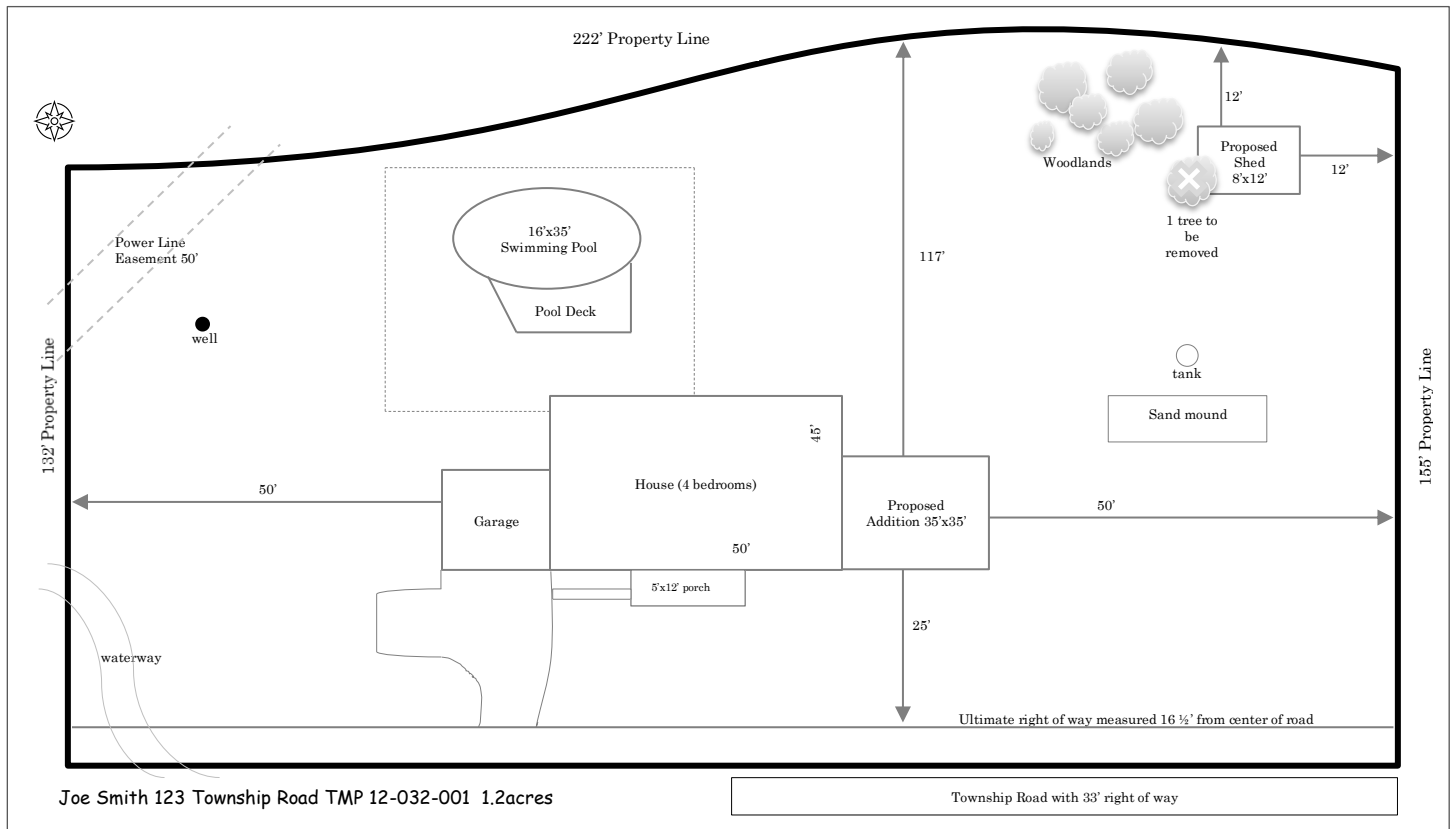 222’ Property Line
12’
Proposed
Shed
8’x12’
12’
Woodlands
1 tree to
be
removed
16’x35’
Swimming Pool
Pool Deck
Power Line
Easement 50’
117’
well
132’ Property Line
155’ Property Line
tank
Sand mound
45’
House (4 bedrooms)
50’
50’
Garage
Proposed
Addition 35’x35’
50’
5’x12’ porch
25’
waterway
Ultimate right of way measured 16 ½’ from center of road
Joe Smith 123 Township Road TMP 12-032-001 1.2acres
Township Road with 33’ right of way